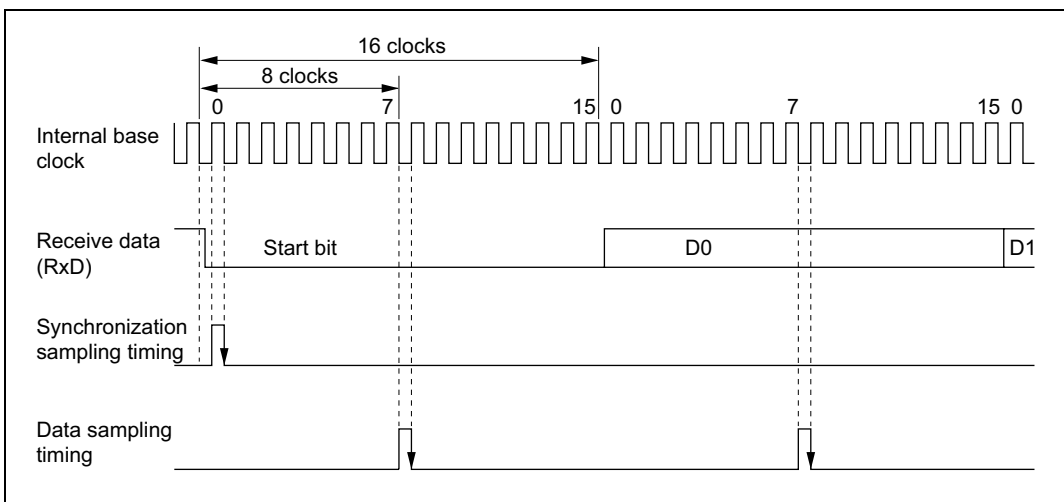 16 clocks
8 clocks
0 7 15 0 7 15 0
Internal base
clock
Receive data
(RxD)
Start bit D0 D1
Synchronization
sampling timing
Data sampling
timing